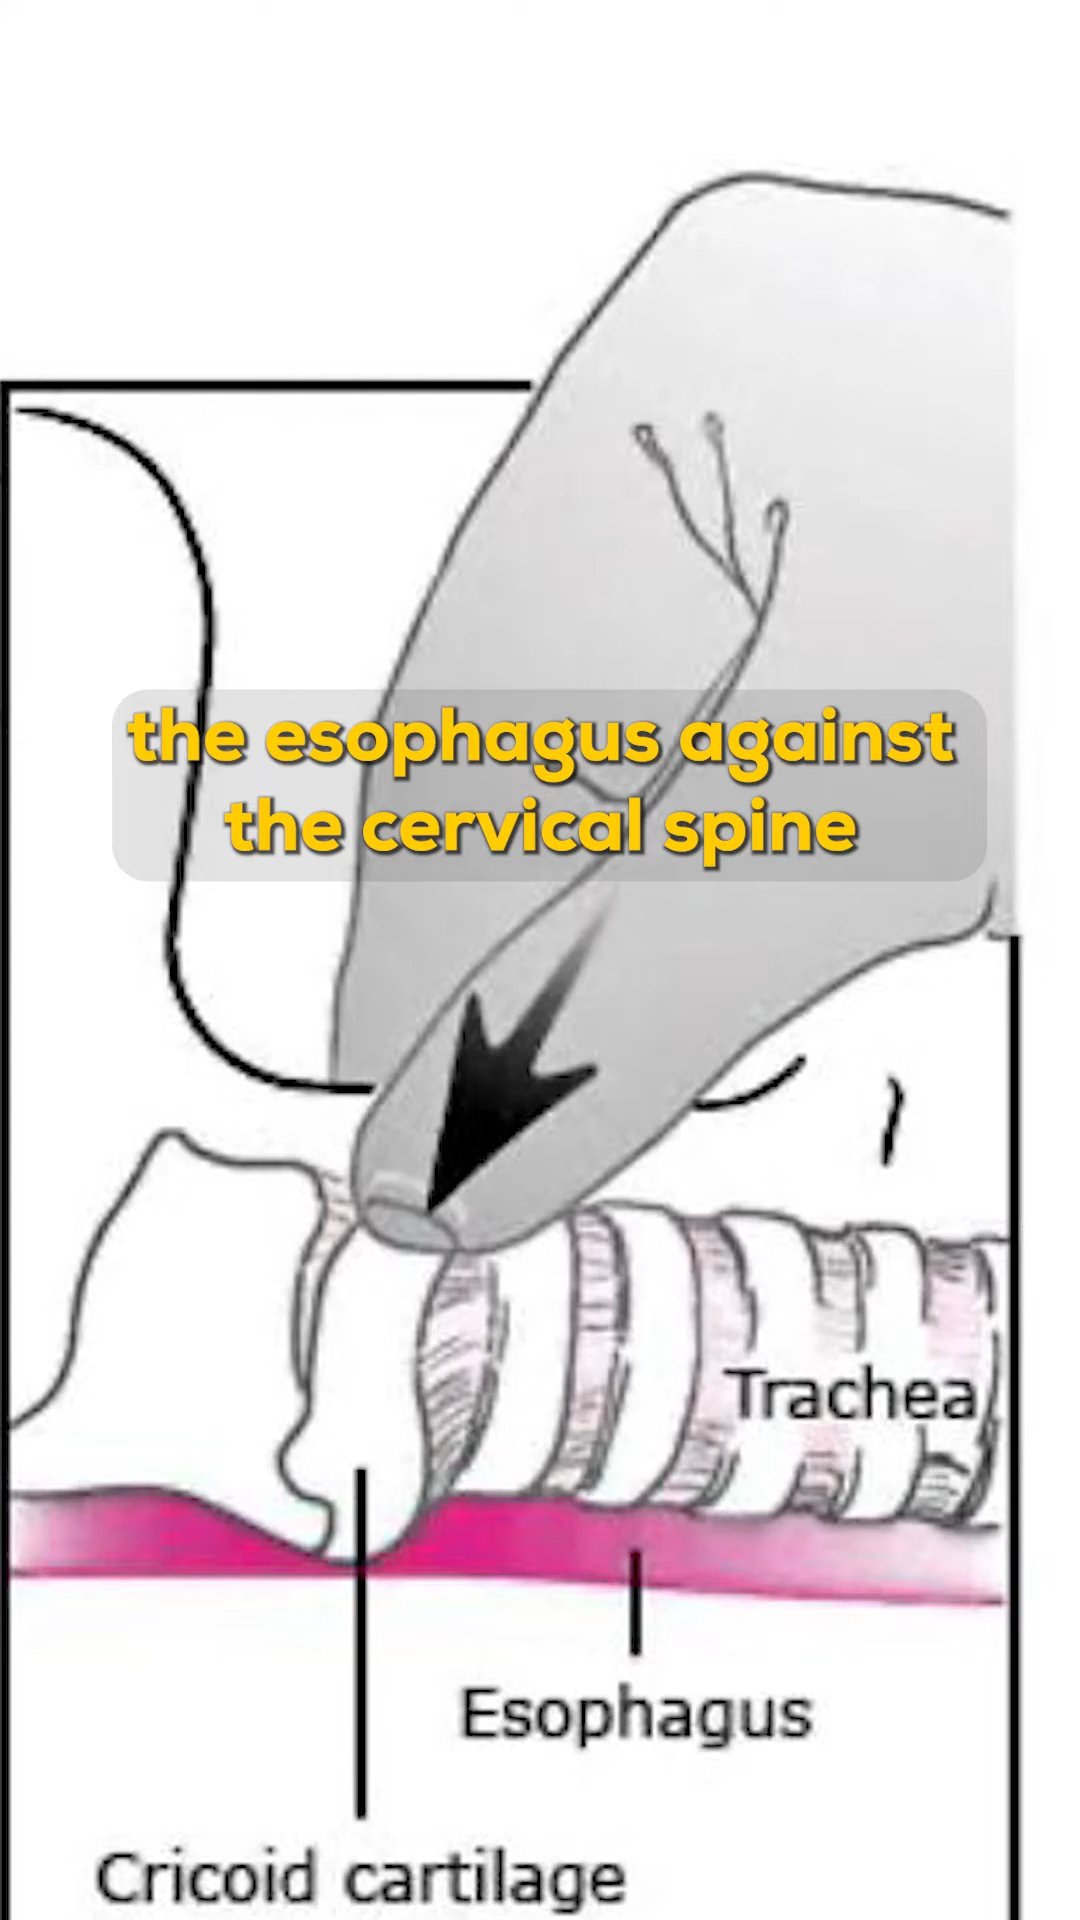 the esophagus against
the cervical spine
Trachea
Esophagus
Cricoid cartilage